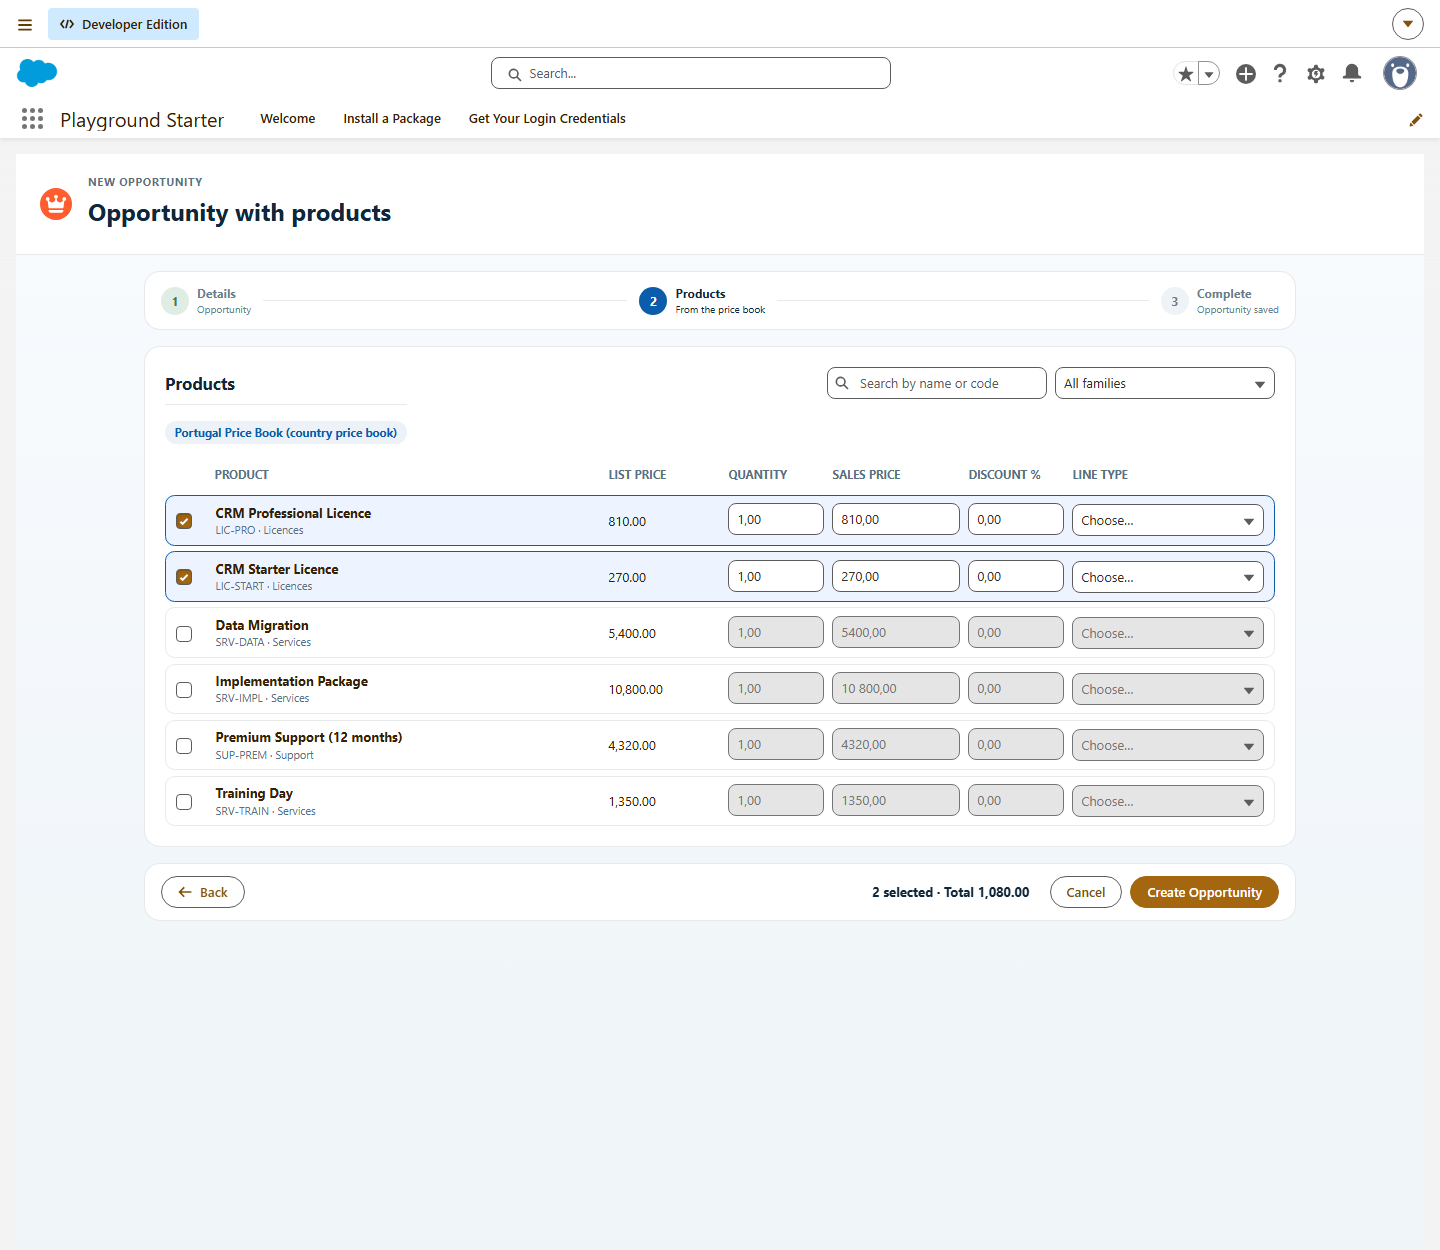 Developer Edition
Search...
Playground Starter Welcome Install a Package Get Your Login Credentials
NEW OPPORTUNITY
Opportunity with products
1 Details 2 Products 3 Complete
Opportunity From the price book Opportunity saved
Products Search by name or code All families
Portugal Price Book (country price book)
PRODUCT LIST PRICE QUANTITY SALES PRICE DISCOUNT % LINE TYPE
CRM Professional Licence 810.00 1,00 810,00 0,00 Choose...
LIC-PRO · Licences
CRM Starter Licence 270.00 1,00 270,00 0,00 Choose...
LIC-START · Licences
Data Migration 5,400.00 1,00 5400,00 0,00 Choose...
SRV-DATA · Services
Implementation Package 10,800.00 1,00 10 800,00 0,00 Choose...
SRV-IMPL · Services
Premium Support (12 months) 4,320.00 1,00 4320,00 0,00 Choose...
SUP-PREM · Support
Training Day 1,350.00 1,00 1350,00 0,00 Choose...
SRV-TRAIN · Services
Back 2 selected · Total 1,080.00 Cancel Create Opportunity